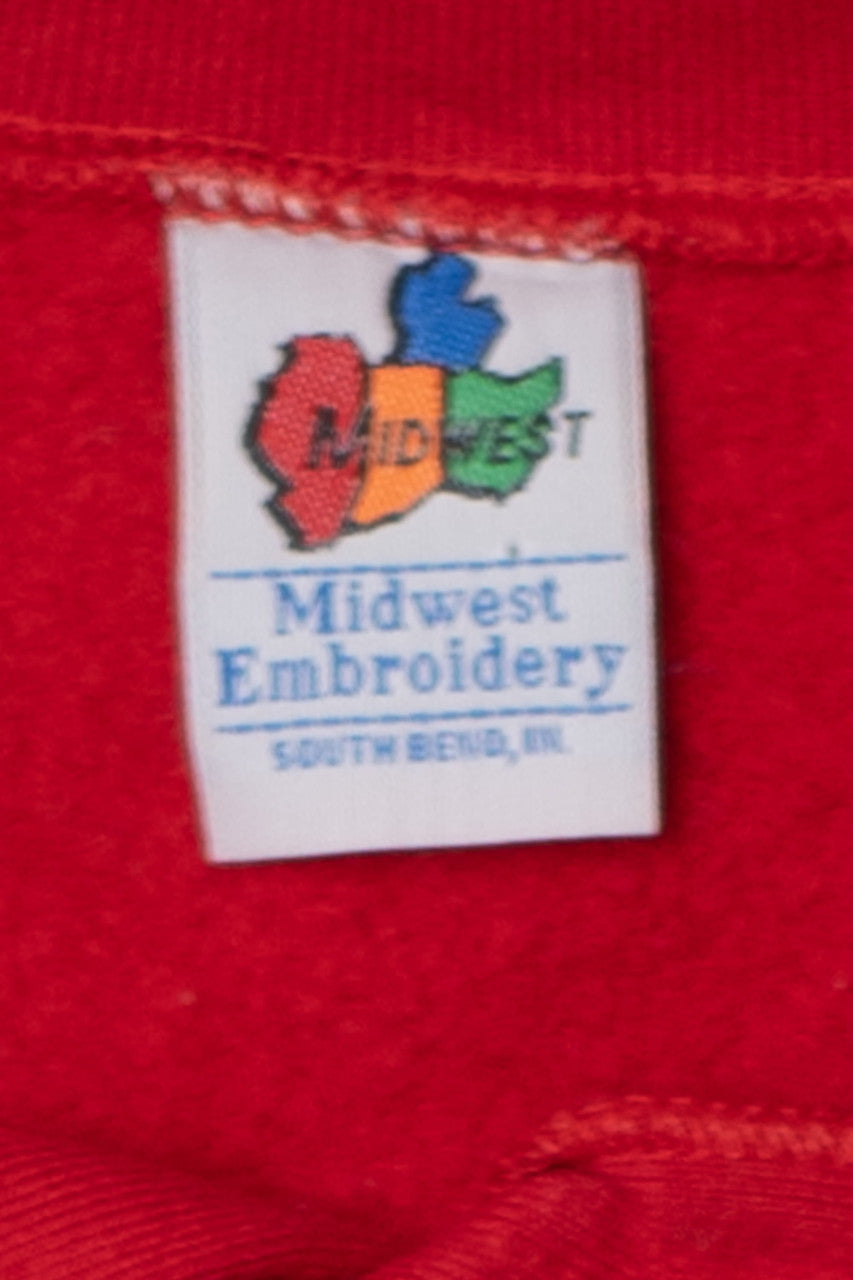 MIDWEST
Midwest
Embroidery
SOUTH BEND, IN.